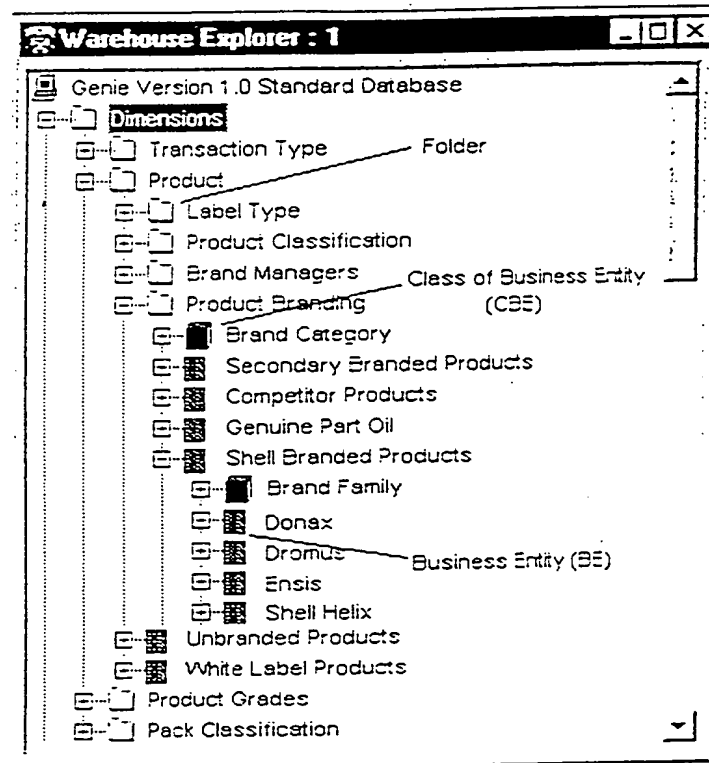 Warehouse Explorer : 1
Genie Version 1.0 Standard Database
Dimensions
Transaction Type
Folder
Product
Label Type
Product Classification
Brand Managers
Class of Business Entity
Product Branding
(CBE)
Brand Category
Secondary Branded Products
Competitor Products
Genuine Part Oil
Shell Branded Products
Brand Family
Donax
Dromus
Business Entity (BE)
Ensis
Shell Helix
Unbranded Products
White Label Products
Product Grades
Pack Classification